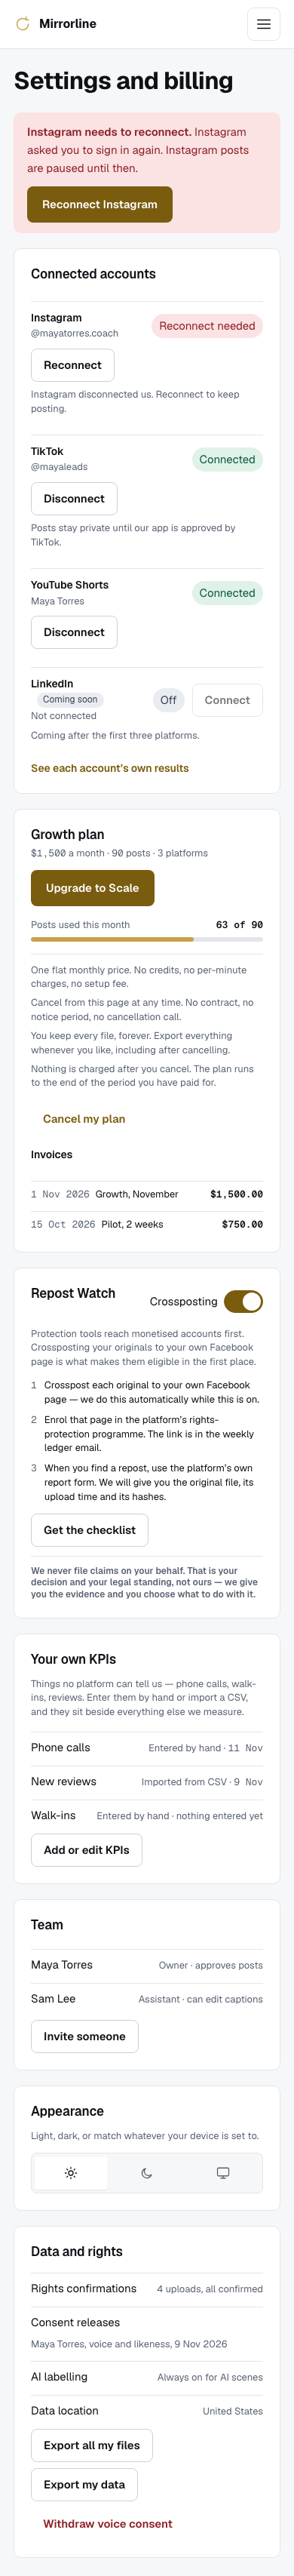 Mirrorline
Settings and billing
Instagram needs to reconnect. Instagram
asked you to sign in again. Instagram posts
are paused until then.
Reconnect Instagram
Connected accounts
Instagram
@mayatorres.coach
Reconnect needed
Reconnect
Instagram disconnected us. Reconnect to keep
posting.
TikTok
@mayaleads
Connected
Disconnect
Posts stay private until our app is approved by
TikTok.
YouTube Shorts
Maya Torres
Connected
Disconnect
LinkedIn
Coming soon
Not connected
Off
Connect
Coming after the first three platforms.
See each account's own results
Growth plan
$1,500 a month · 90 posts · 3 platforms
Upgrade to Scale
Posts used this month 63 of 90
One flat monthly price. No credits, no per-minute
charges, no setup fee.
Cancel from this page at any time. No contract, no
notice period, no cancellation call.
You keep every file, forever. Export everything
whenever you like, including after cancelling.
Nothing is charged after you cancel. The plan runs
to the end of the period you have paid for.
Cancel my plan
Invoices
1 Nov 2026 Growth, November $1,500.00
15 Oct 2026 Pilot, 2 weeks $750.00
Repost Watch
Crossposting
Protection tools reach monetised accounts first.
Crossposting your originals to your own Facebook
page is what makes them eligible in the first place.
1 Crosspost each original to your own Facebook
page — we do this automatically while this is on.
2 Enrol that page in the platform's rights-
protection programme. The link is in the weekly
ledger email.
3 When you find a repost, use the platform's own
report form. We will give you the original file, its
upload time and its hashes.
Get the checklist
We never file claims on your behalf. That is your
decision and your legal standing, not ours — we give
you the evidence and you choose what to do with it.
Your own KPIs
Things no platform can tell us — phone calls, walk-
ins, reviews. Enter them by hand or import a CSV,
and they sit beside everything else we measure.
Phone calls Entered by hand · 11 Nov
New reviews Imported from CSV · 9 Nov
Walk-ins Entered by hand · nothing entered yet
Add or edit KPIs
Team
Maya Torres Owner · approves posts
Sam Lee Assistant · can edit captions
Invite someone
Appearance
Light, dark, or match whatever your device is set to.
Data and rights
Rights confirmations 4 uploads, all confirmed
Consent releases
Maya Torres, voice and likeness, 9 Nov 2026
AI labelling Always on for AI scenes
Data location United States
Export all my files
Export my data
Withdraw voice consent